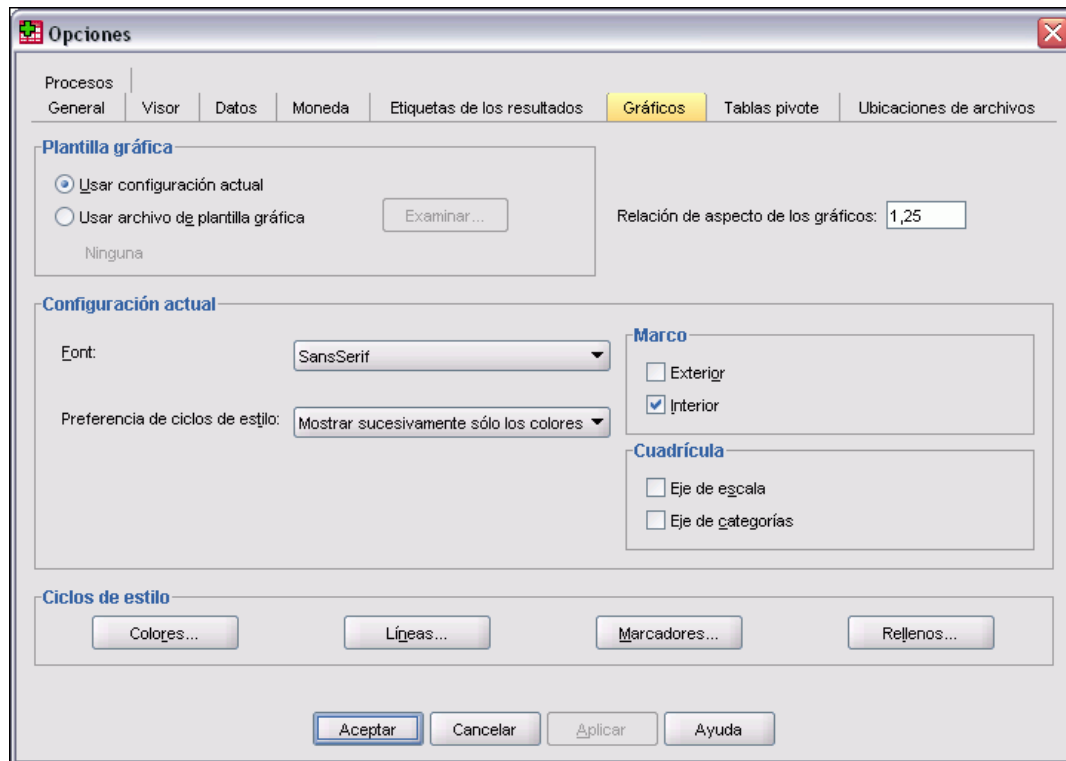 Opciones
Procesos
General
Visor
Datos
Moneda
Etiquetas de los resultados
Gráficos
Tablas pivote
Ubicaciones de archivos
Plantilla gráfica
Usar configuración actual
Usar archivo de plantilla gráfica
Examinar...
Ninguna
Relación de aspecto de los gráficos: 1,25
Configuración actual
Font: SansSerif
Preferencia de ciclos de estilo: Mostrar sucesivamente sólo los colores
Marco
Exterior
Interior
Cuadrícula
Eje de escala
Eje de categorías
Ciclos de estilo
Colores...
Líneas...
Marcadores...
Rellenos...
Aceptar
Cancelar
Aplicar
Ayuda